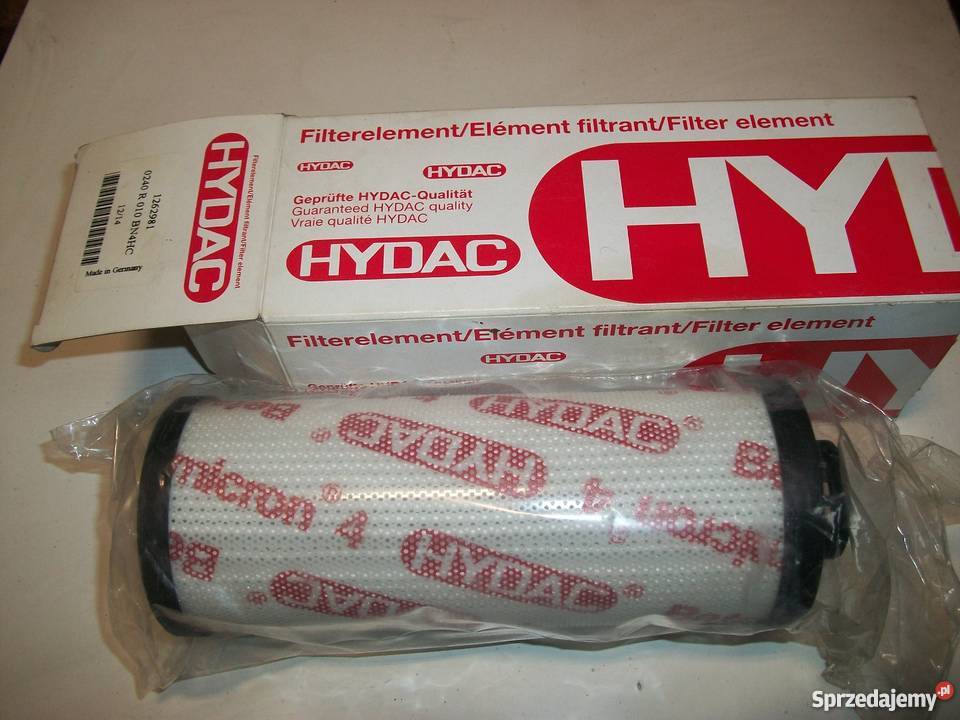 1262981
0240 R 010 BN4HC
12/14
Made in Germany
HYDAC
Filterelement/Elément filtrant/Filter element
Filterelement/Elément filtrant/Filter element
HYDAC
HYDAC
Geprüfte HYDAC-Qualität
Guaranteed HYDAC quality
Vraie qualité HYDAC
HYDAC
HYD
Filterelement/Elément filtrant/Filter element
HYDAC
HYDAC
HYDAC
micron® 4
HYDAC
Sprzedajemy.pl